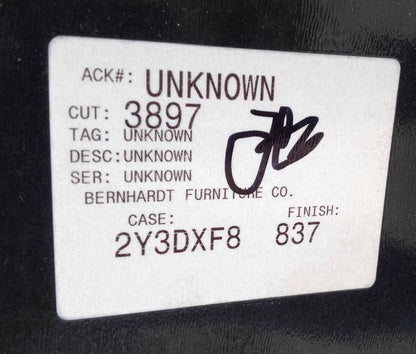 ACK#: UNKNOWN
CUT: 3897
TAG: UNKNOWN
DESC:UNKNOWN
SER: UNKNOWN
BERNHARDT FURNITURE CO.
CASE: FINISH:
2Y3DXF8 837